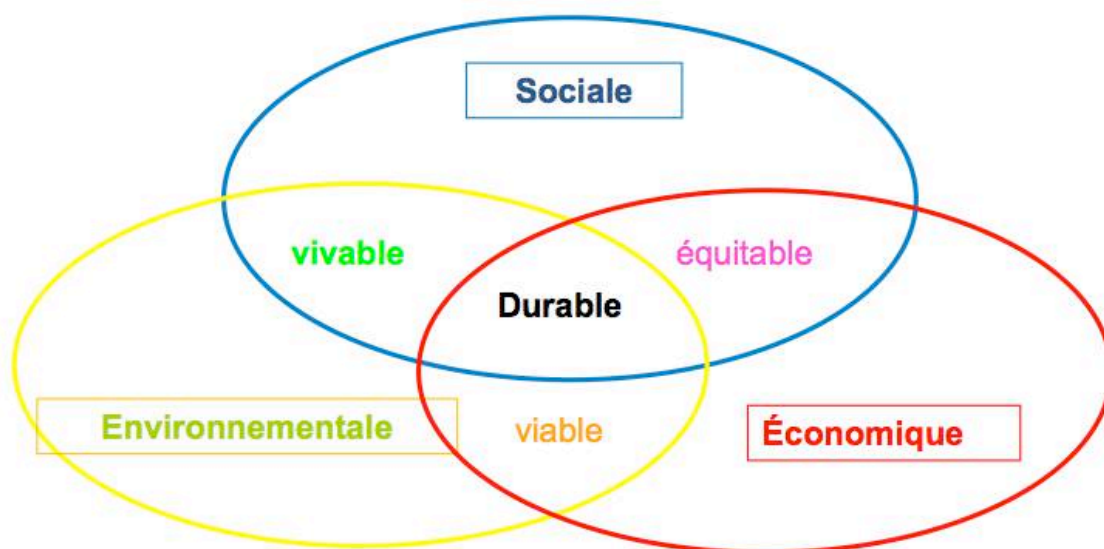 Sociale
vivable
équitable
Durable
Environnementale
viable
Économique